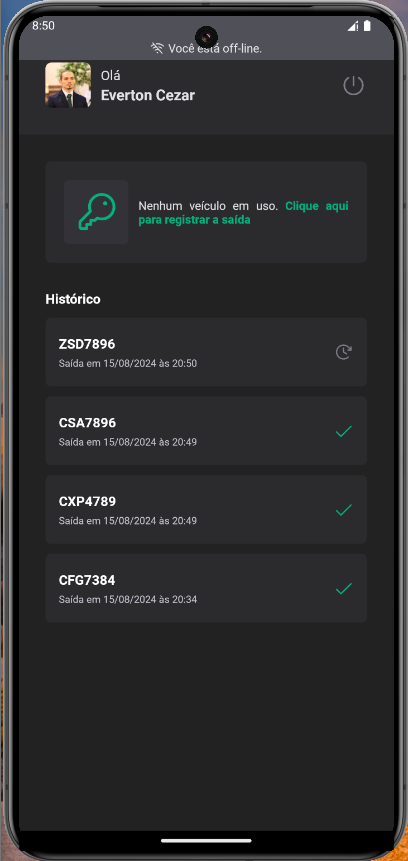 8:50
Você está off-line.
Olá
Everton Cezar
Nenhum veículo em uso. Clique aqui
para registrar a saída
Histórico
ZSD7896
Saída em 15/08/2024 às 20:50
CSA7896
Saída em 15/08/2024 às 20:49
CXP4789
Saída em 15/08/2024 às 20:49
CFG7384
Saída em 15/08/2024 às 20:34